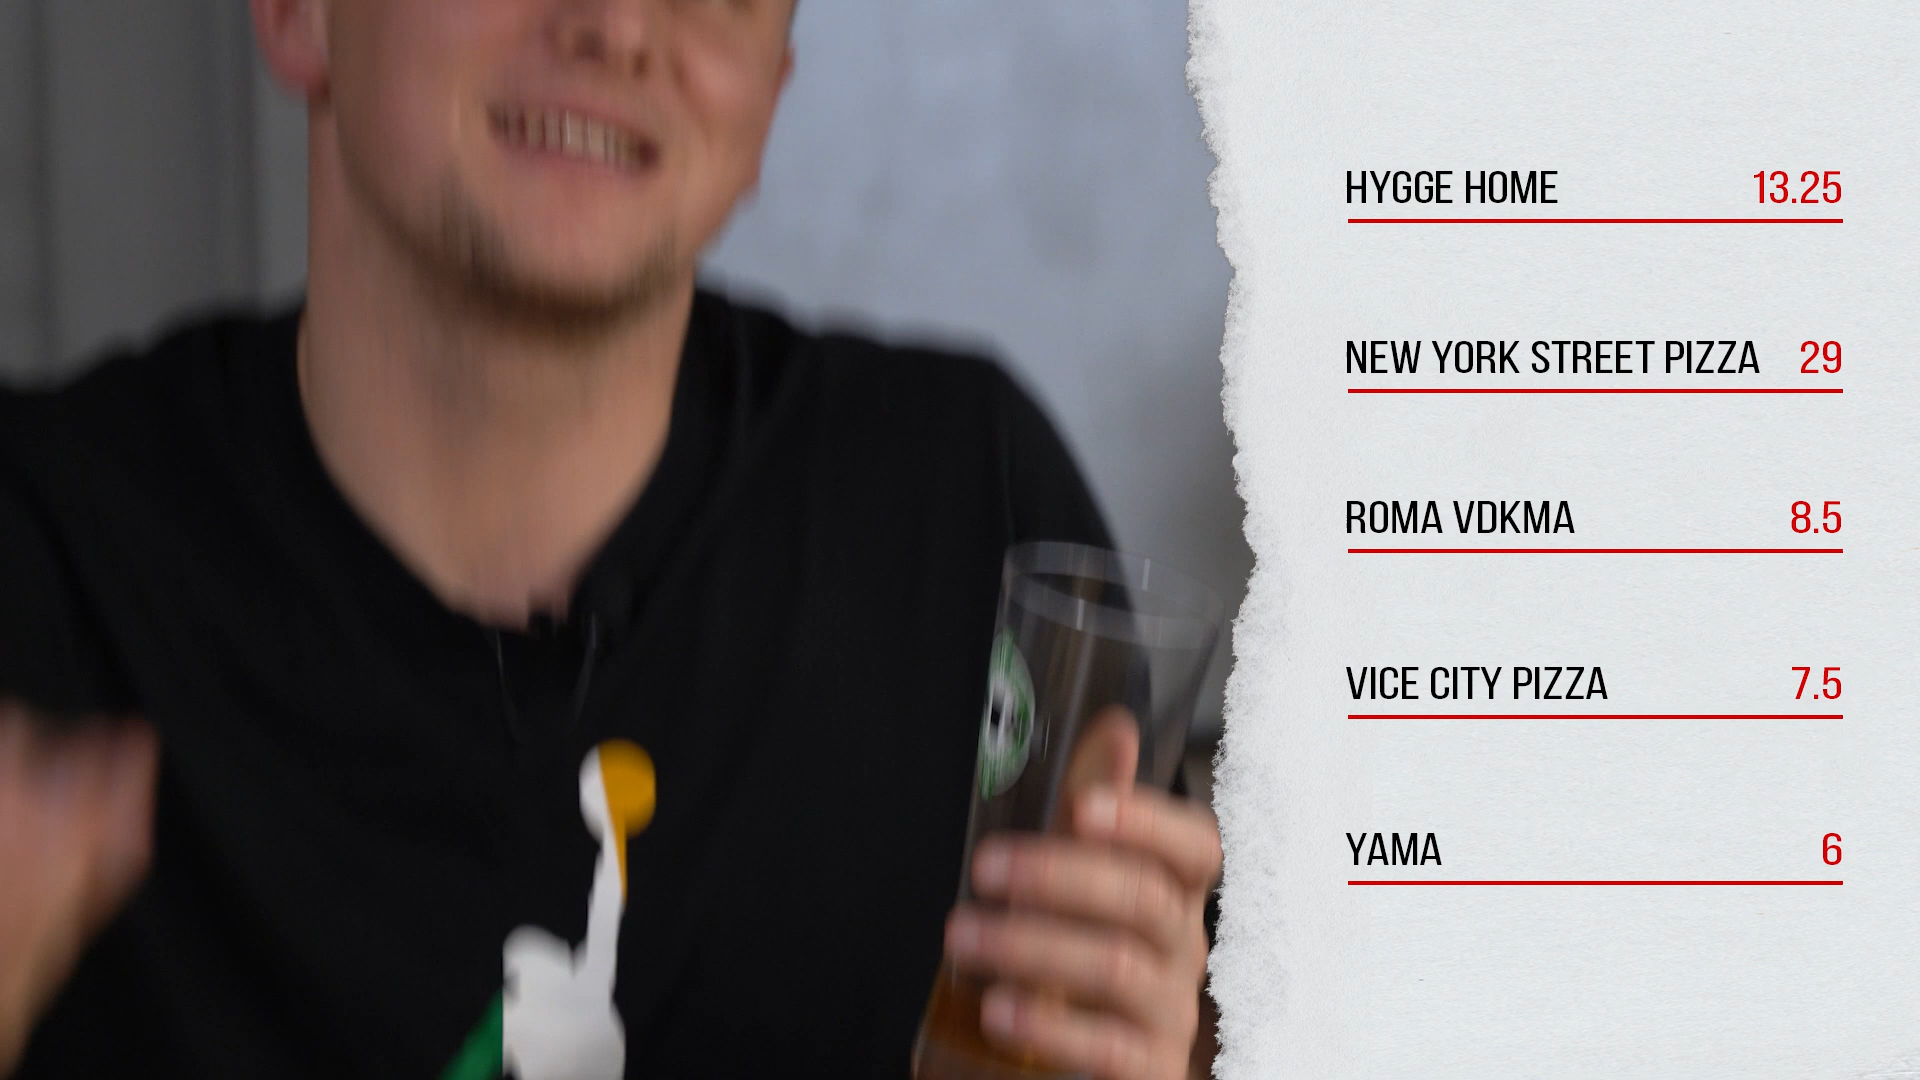 HYGGE HOME 13.25
NEW YORK STREET PIZZA 29
ROMA VDKMA 8.5
VICE CITY PIZZA 7.5
YAMA 6